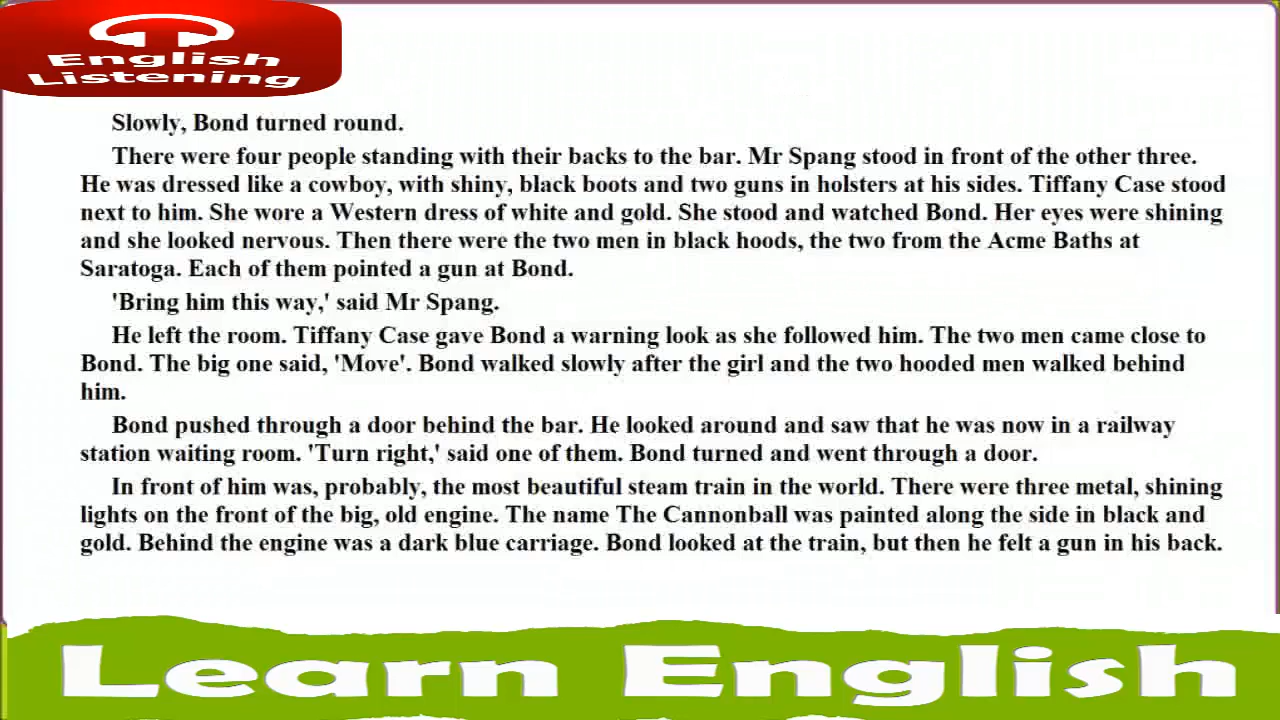 English
Listening
Slowly, Bond turned round.
There were four people standing with their backs to the bar. Mr Spang stood in front of the other three.
He was dressed like a cowboy, with shiny, black boots and two guns in holsters at his sides. Tiffany Case stood
next to him. She wore a Western dress of white and gold. She stood and watched Bond. Her eyes were shining
and she looked nervous. Then there were the two men in black hoods, the two from the Acme Baths at
Saratoga. Each of them pointed a gun at Bond.
'Bring him this way,' said Mr Spang.
He left the room. Tiffany Case gave Bond a warning look as she followed him. The two men came close to
Bond. The big one said, 'Move'. Bond walked slowly after the girl and the two hooded men walked behind
him.
Bond pushed through a door behind the bar. He looked around and saw that he was now in a railway
station waiting room. 'Turn right,' said one of them. Bond turned and went through a door.
In front of him was, probably, the most beautiful steam train in the world. There were three metal, shining
lights on the front of the big, old engine. The name The Cannonball was painted along the side in black and
gold. Behind the engine was a dark blue carriage. Bond looked at the train, but then he felt a gun in his back.
Learn English